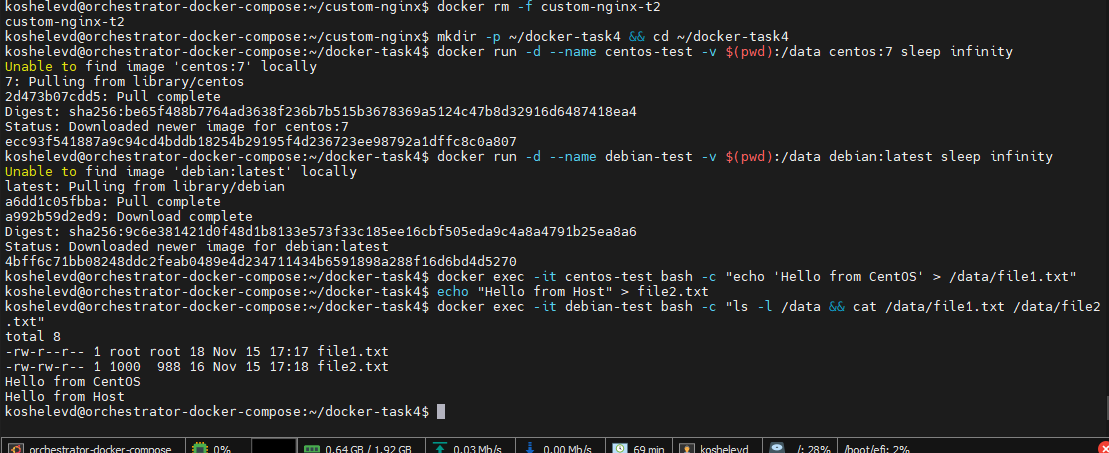 koshelevd@orchestrator-docker-compose:~/custom-nginx$ docker rm -f custom-nginx-t2
custom-nginx-t2
koshelevd@orchestrator-docker-compose:~/custom-nginx$ mkdir -p ~/docker-task4 && cd ~/docker-task4
koshelevd@orchestrator-docker-compose:~/docker-task4$ docker run -d --name centos-test -v $(pwd):/data centos:7 sleep infinity
Unable to find image 'centos:7' locally
7: Pulling from library/centos
2d473b07cdd5: Pull complete
Digest: sha256:be65f488b7764ad3638f236b7b515b3678369a5124c47b8d32916d6487418ea4
Status: Downloaded newer image for centos:7
ecc93f541887a9c94cd4bddb18254b29195f4d236723ee98792a1dffc8c0a807
koshelevd@orchestrator-docker-compose:~/docker-task4$ docker run -d --name debian-test -v $(pwd):/data debian:latest sleep infinity
Unable to find image 'debian:latest' locally
latest: Pulling from library/debian
a6dd1c05fbba: Pull complete
a992b59d2ed9: Download complete
Digest: sha256:9c6e381421d0f48d1b8133e573f33c185ee16cbf505eda9c4a8a4791b25ea8a6
Status: Downloaded newer image for debian:latest
4bff6c71bb08248ddc2feab0489e4d234711434b6591898a288f16d6bd4d5270
koshelevd@orchestrator-docker-compose:~/docker-task4$ docker exec -it centos-test bash -c "echo 'Hello from CentOS' > /data/file1.txt"
koshelevd@orchestrator-docker-compose:~/docker-task4$ echo "Hello from Host" > file2.txt
koshelevd@orchestrator-docker-compose:~/docker-task4$ docker exec -it debian-test bash -c "ls -l /data && cat /data/file1.txt /data/file2
.txt"
total 8
-rw-r--r-- 1 root root 18 Nov 15 17:17 file1.txt
-rw-rw-r-- 1 1000  988 16 Nov 15 17:18 file2.txt
Hello from CentOS
Hello from Host
koshelevd@orchestrator-docker-compose:~/docker-task4$
orchestrator-docker-compose 0% 0.64 GB / 1.92 GB 0.03 Mb/s 0.00 Mb/s 69 min koshelevd /: 28% /boot/efi: 2%